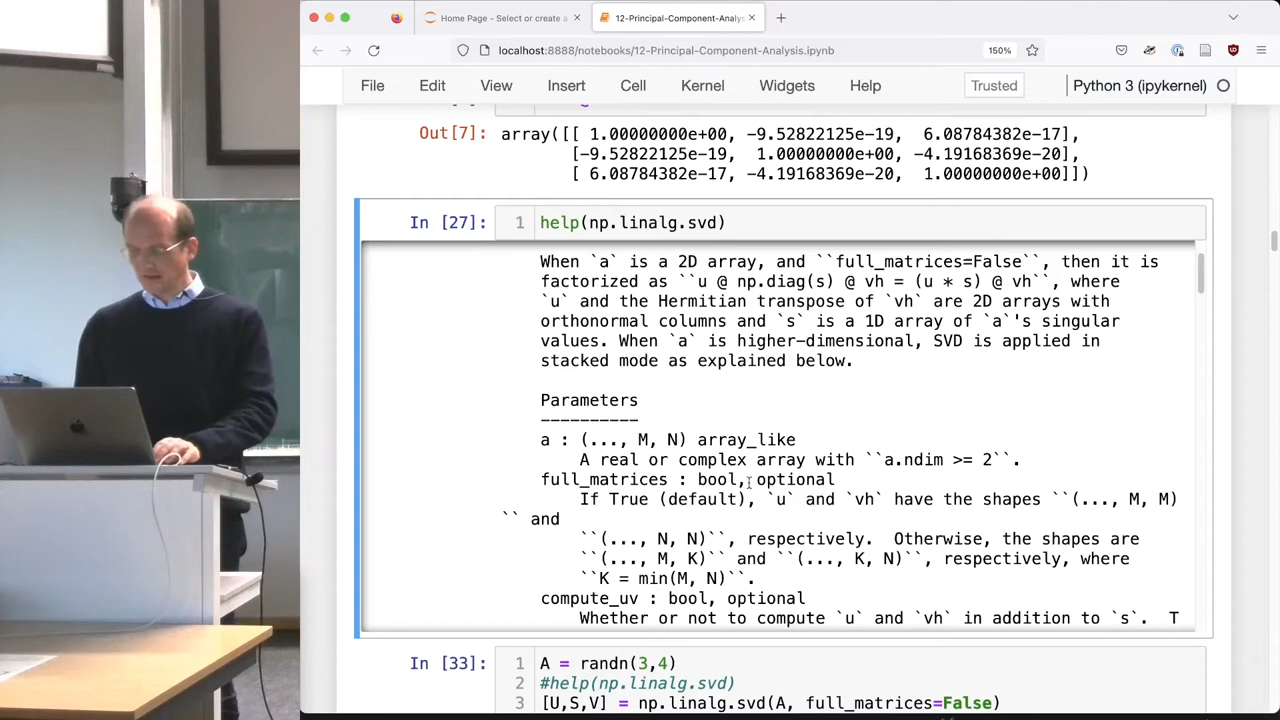 Home Page - Select or create a
12-Principal-Component-Analys
localhost:8888/notebooks/12-Principal-Component-Analysis.ipynb
150%
File Edit View Insert Cell Kernel Widgets Help
Trusted
Python 3 (ipykernel)
Out[7]: array([[ 1.00000000e+00, -9.52822125e-19, 6.08784382e-17],
[-9.52822125e-19, 1.00000000e+00, -4.19168369e-20],
[ 6.08784382e-17, -4.19168369e-20, 1.00000000e+00]])
In [27]: 1 help(np.linalg.svd)
When `a` is a 2D array, and ``full_matrices=False``, then it is
factorized as ``u @ np.diag(s) @ vh = (u * s) @ vh``, where
`u` and the Hermitian transpose of `vh` are 2D arrays with
orthonormal columns and `s` is a 1D array of `a`'s singular
values. When `a` is higher-dimensional, SVD is applied in
stacked mode as explained below.
Parameters
----------
a : (..., M, N) array_like
A real or complex array with ``a.ndim >= 2``.
full_matrices : bool, optional
If True (default), `u` and `vh` have the shapes ``(..., M, M)
`` and
``(..., N, N)``, respectively.  Otherwise, the shapes are
``(..., M, K)`` and ``(..., K, N)``, respectively, where
``K = min(M, N)``.
compute_uv : bool, optional
Whether or not to compute `u` and `vh` in addition to `s`.  T
In [33]: 1 A = randn(3,4)
2 #help(np.linalg.svd)
3 [U,S,V] = np.linalg.svd(A, full_matrices=False)